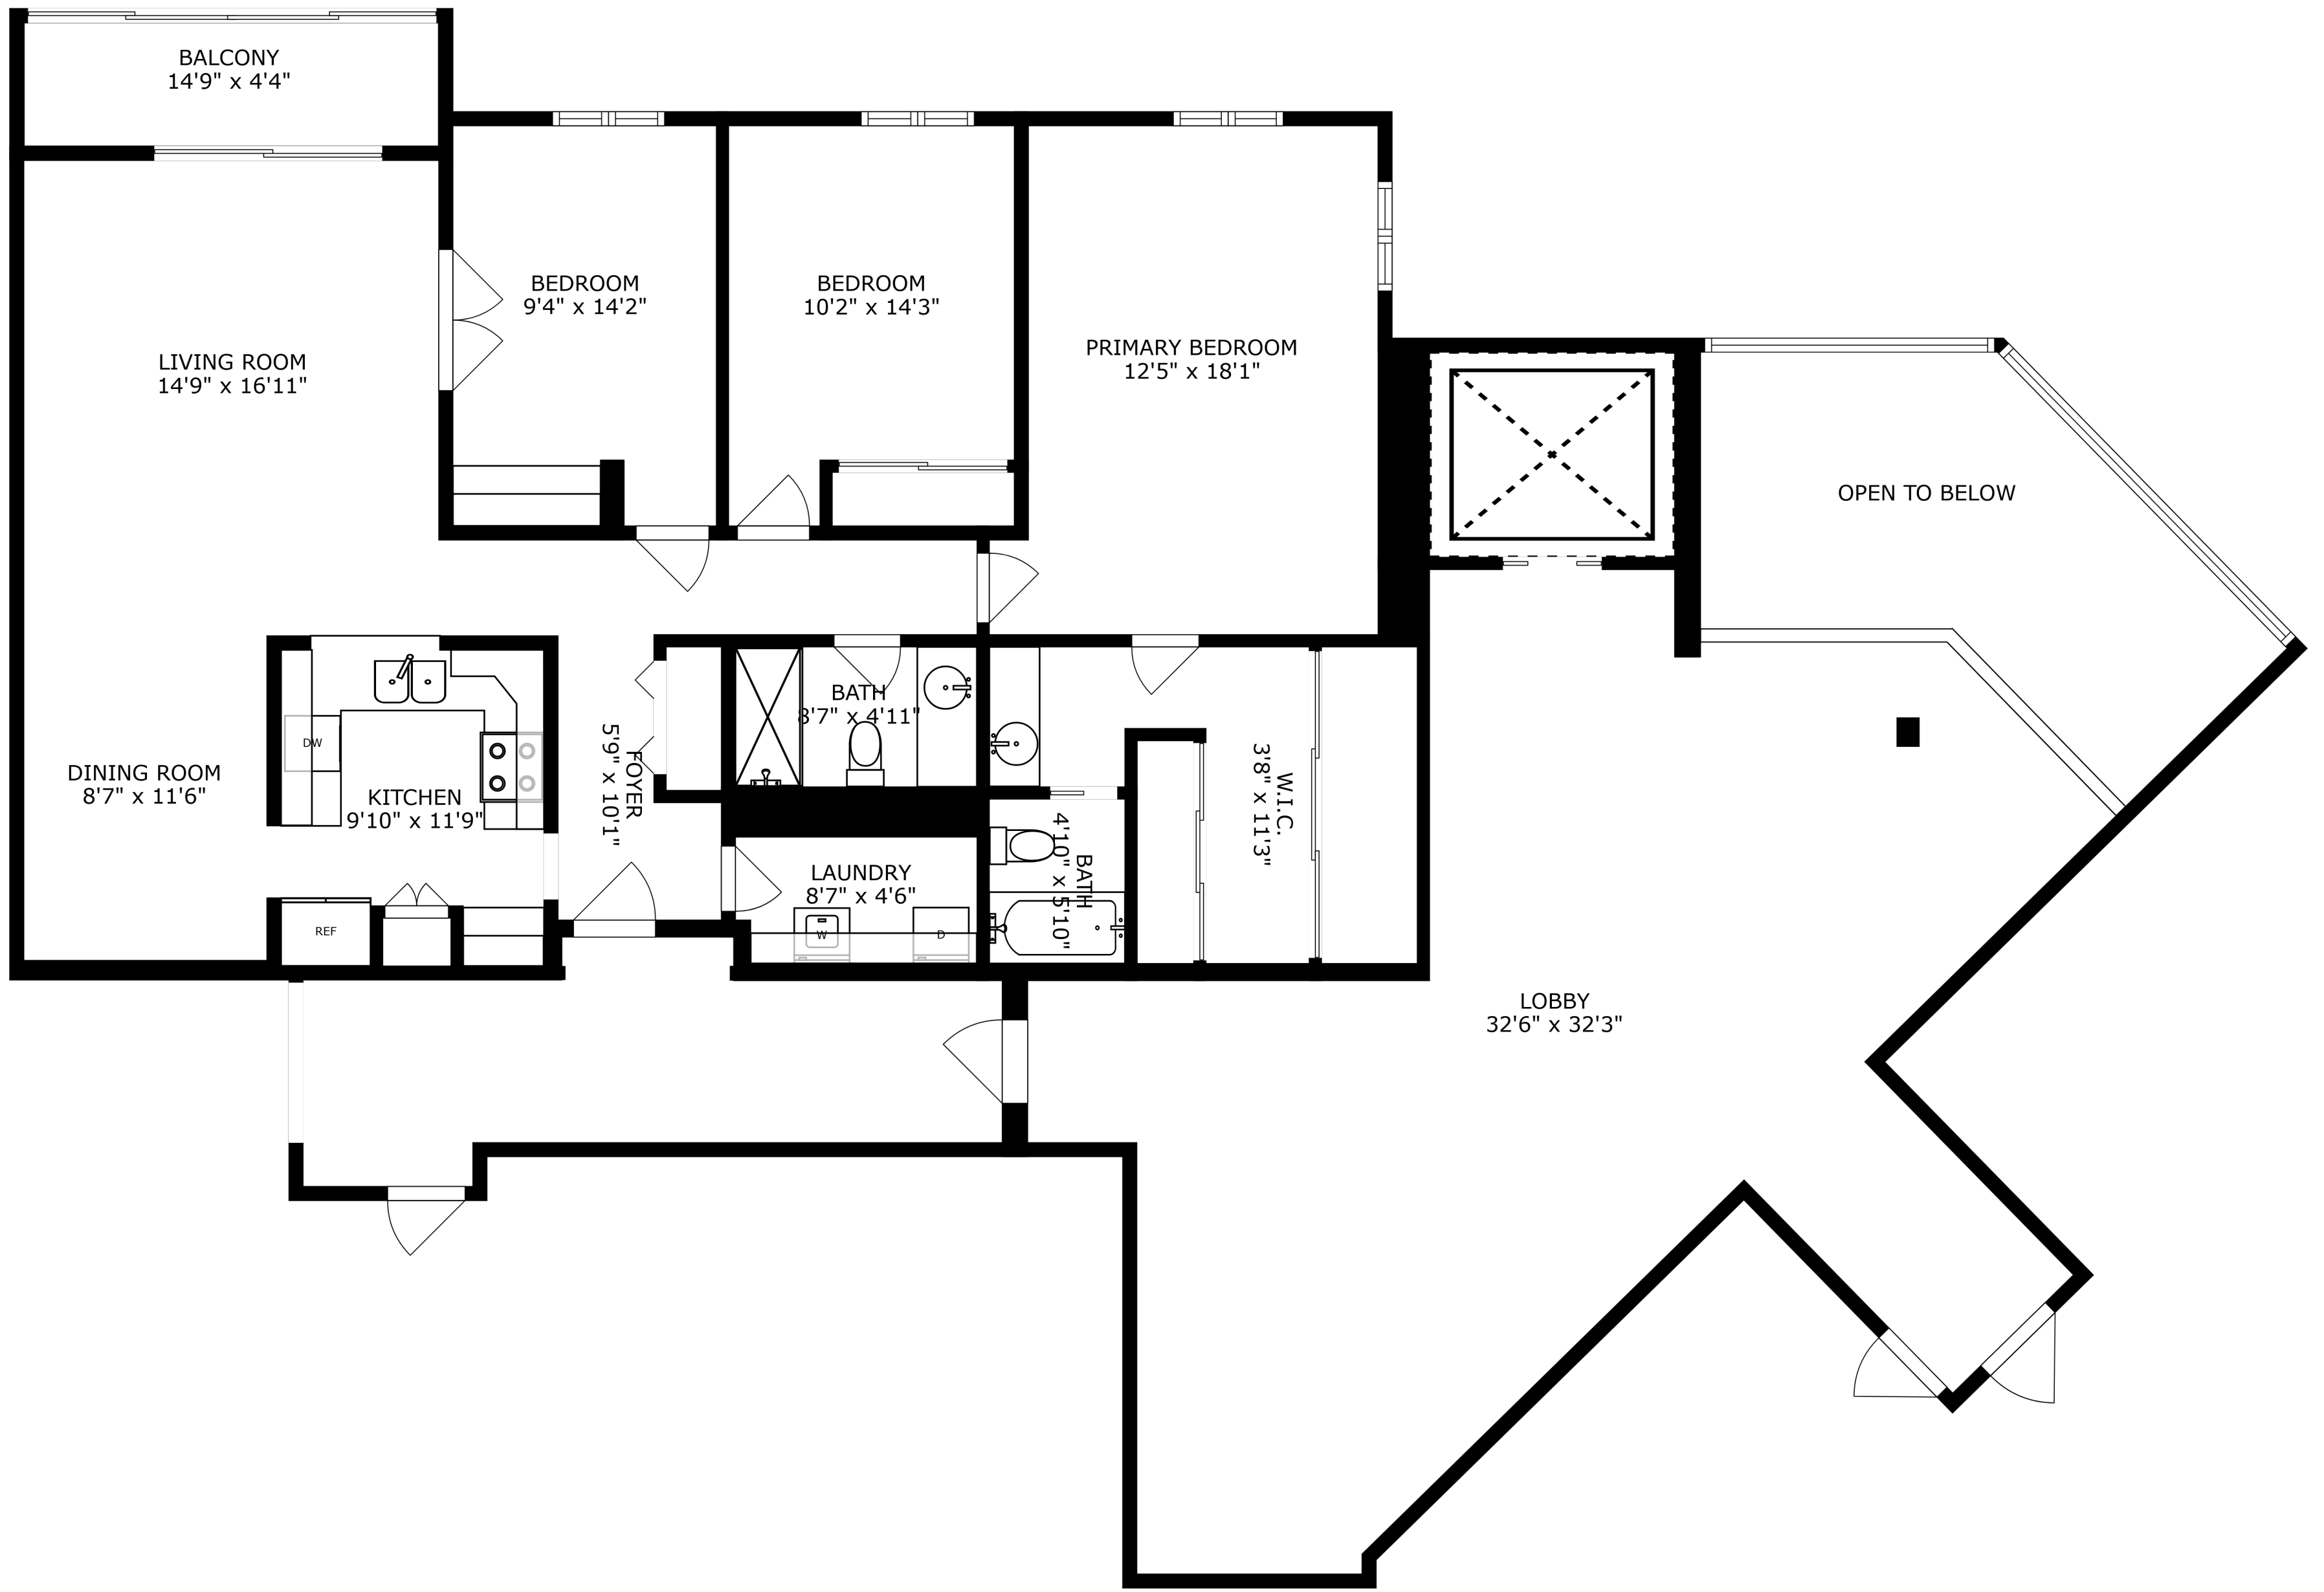 BALCONY
14'9" x 4'4"
BEDROOM
9'4" x 14'2"
BEDROOM
10'2" x 14'3"
PRIMARY BEDROOM
12'5" x 18'1"
LIVING ROOM
14'9" x 16'11"
OPEN TO BELOW
DINING ROOM
8'7" x 11'6"
DW
KITCHEN
9'10" x 11'9"
REF
FOYER
5'9" x 10'1"
BATH
8'7" x 4'11"
LAUNDRY
8'7" x 4'6"
W
D
BATH
4'10" x 5'10"
W.I.C.
3'8" x 11'3"
LOBBY
32'6" x 32'3"